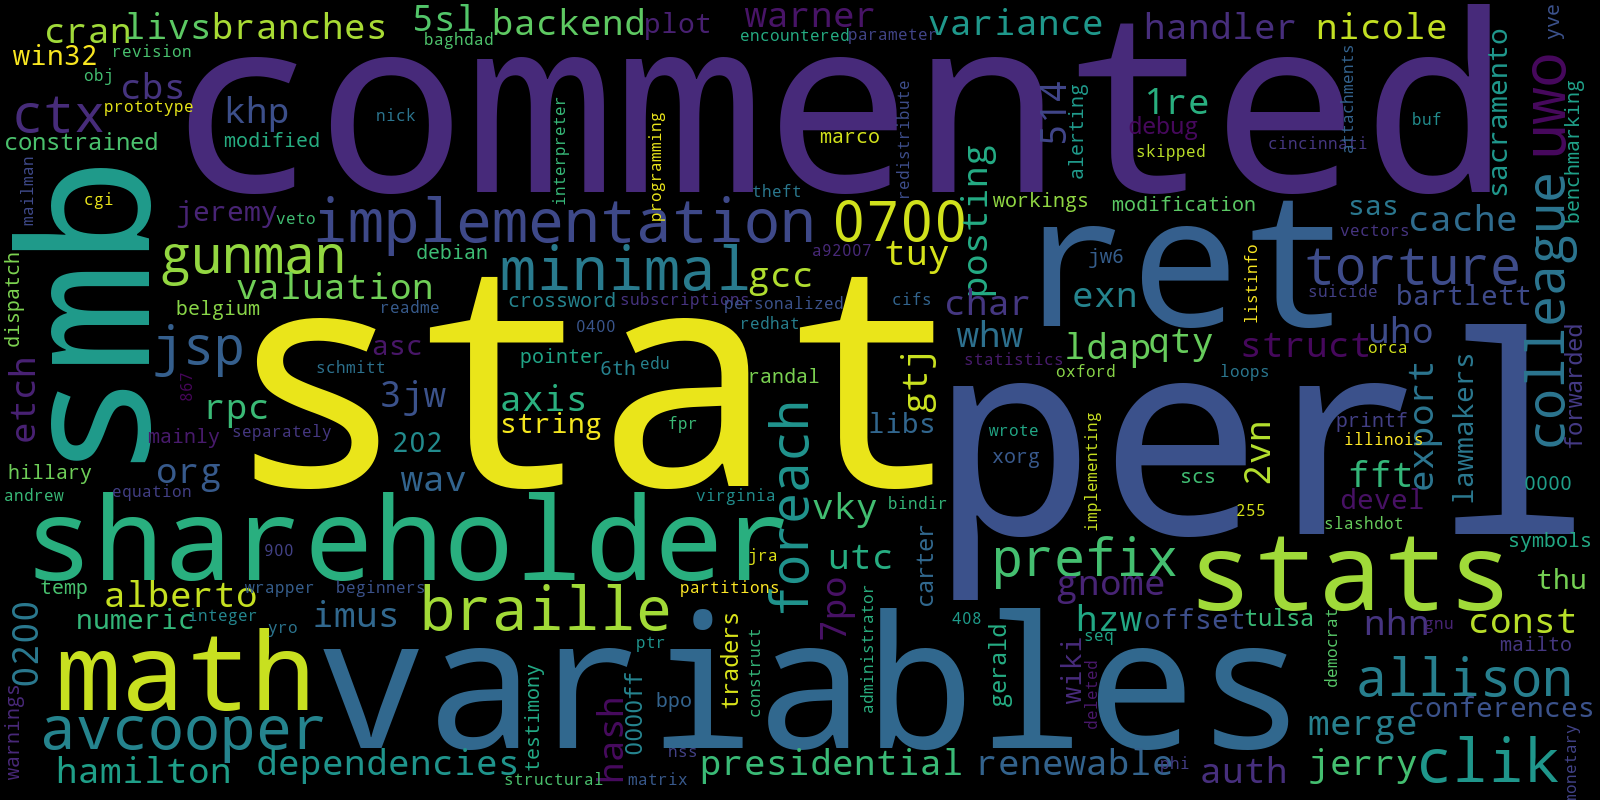 cran
livs
branches
5sl
backend
plot
warner
variance
handler
nicole
yve
win32
revision
baghdad
encountered
parameter
obj
cbs
commented
uwo
sacramento
attachments
ctx
prototype
khp
nick
interpreter
programming
marco
redistribute
514
alerting
1re
debug
skipped
cincinnati
buf
benchmarking
constrained
modified
mailman
smb
cgi
jeremy
veto
implementation
theft
0700
posting
workings
modification
sas
cache
colleague
gunman
debian
minimal
gcc
a92007
tuy
ret
jw6
vectors
listinfo
torture
dispatch
valuation
belgium
readme
crossword
subscriptions
personalized
cifs
char
exn
suicide
bartlett
jsp
asc
stat
0400
redhat
whw
ldap
qty
struct
uho
orca
forwarded
etch
867
schmitt
pointer
6th
edu
randal
gtj
statistics
oxford
loops
perl
export
lawmakers
rpc
3jw
axis
foreach
mainly
separately
202
string
fpr
libs
wrote
implementing
2vn
printf
illinois
hillary
org
wav
xorg
scs
fft
0000
andrew
equation
virginia
vky
bindir
255
devel
slashdot
shareholder
900
jra
utc
carter
prefix
stats
symbols
temp
alberto
wrapper
beginners
partitions
gnome
thu
0200
numeric
integer
yro
imus
braille
ptr
traders
construct
7po
administrator
408
gerald
wiki
hzw
seq
offset
tulsa
democrat
nhn
gnu
const
mailto
math
variables
allison
warnings
avcooper
testimony
hash
0000ff
bpo
deleted
merge
conferences
monetary
hamilton
dependencies
structural
nss
matrix
presidential
renewable
phi
auth
jerry
clik